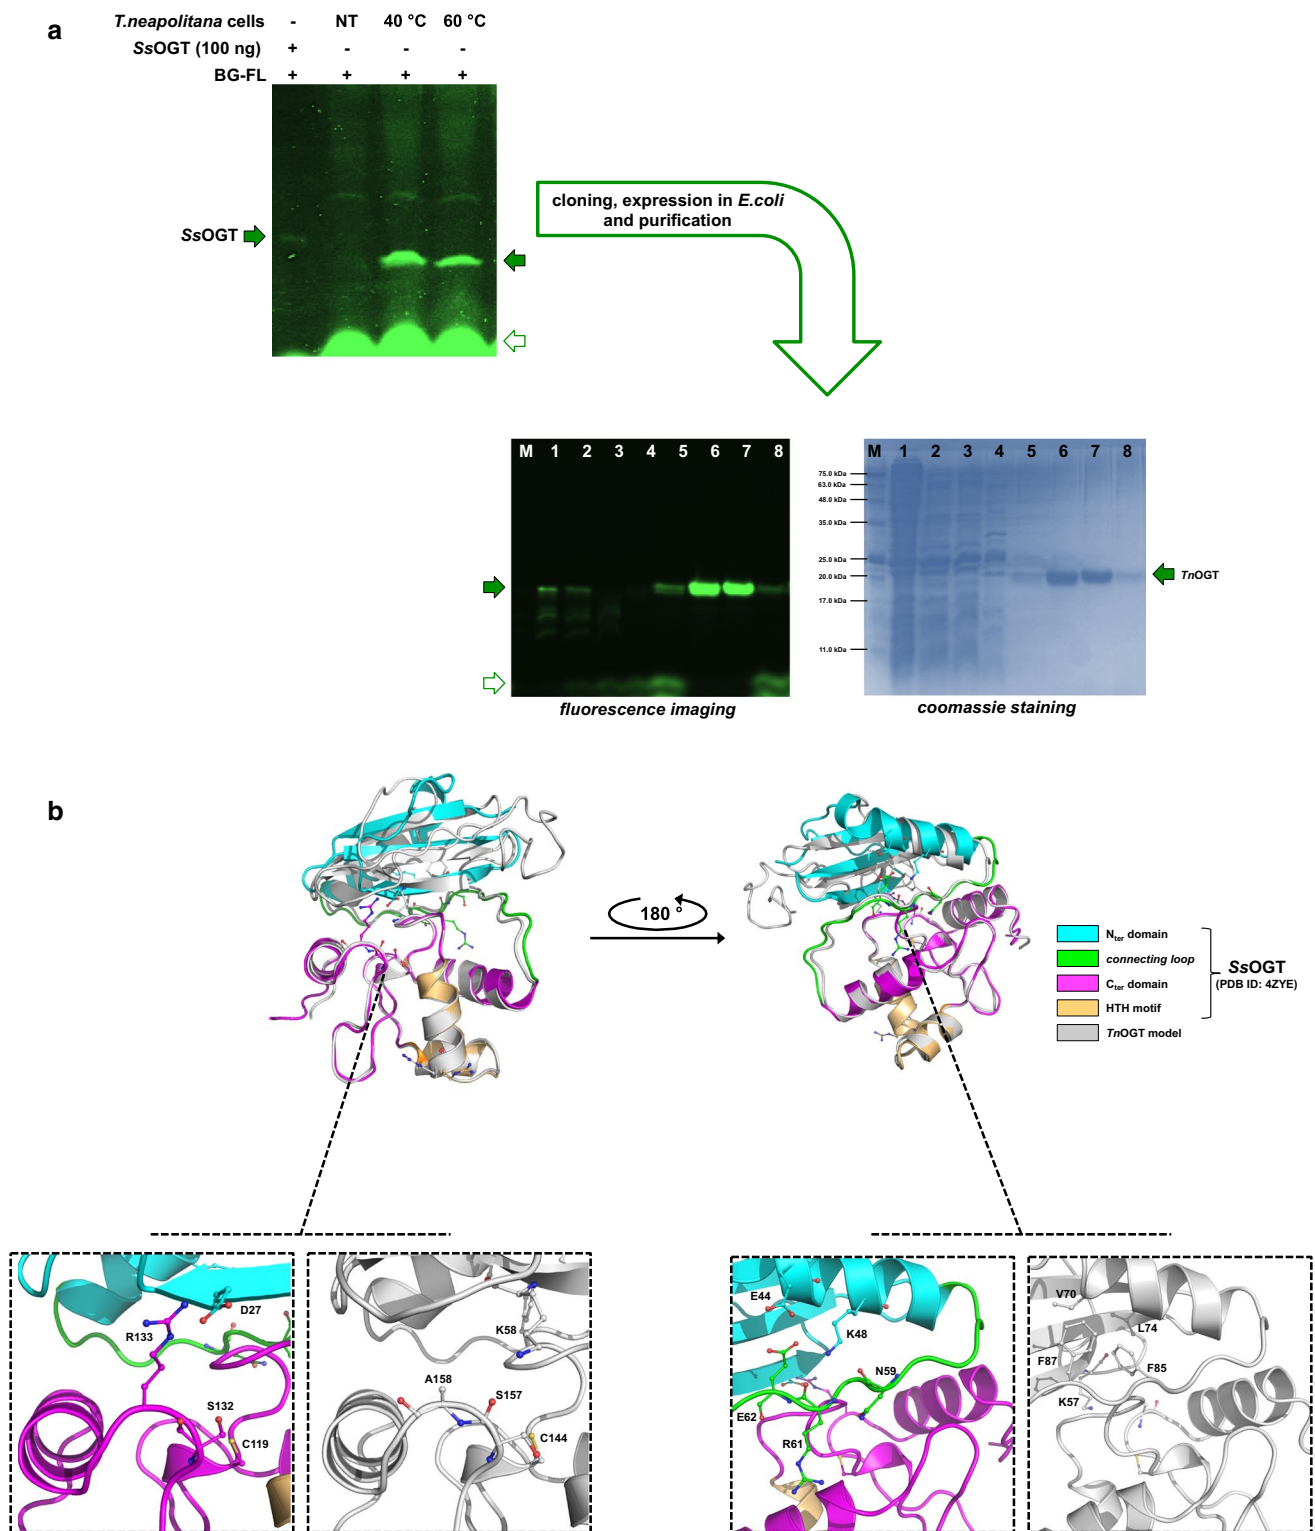 a
T.neapolitana cells - NT 40 °C 60 °C
SsOGT (100 ng) + - - -
BG-FL + + + +
SsOGT
cloning, expression in E.coli
and purification
M 1 2 3 4 5 6 7 8
fluorescence imaging
M 1 2 3 4 5 6 7 8
75.0 kDa
63.0 kDa
48.0 kDa
35.0 kDa
25.0 kDa
20.0 kDa
17.0 kDa
11.0 kDa
TnOGT
coomassie staining
b
180 °
Nter domain
connecting loop
Cter domain
HTH motif
TnOGT model
SsOGT
(PDB ID: 4ZYE)
D27
R133
S132
C119
K58
A158
S157
C144
E44
K48
N59
E62
R61
V70
L74
F87
F85
K57